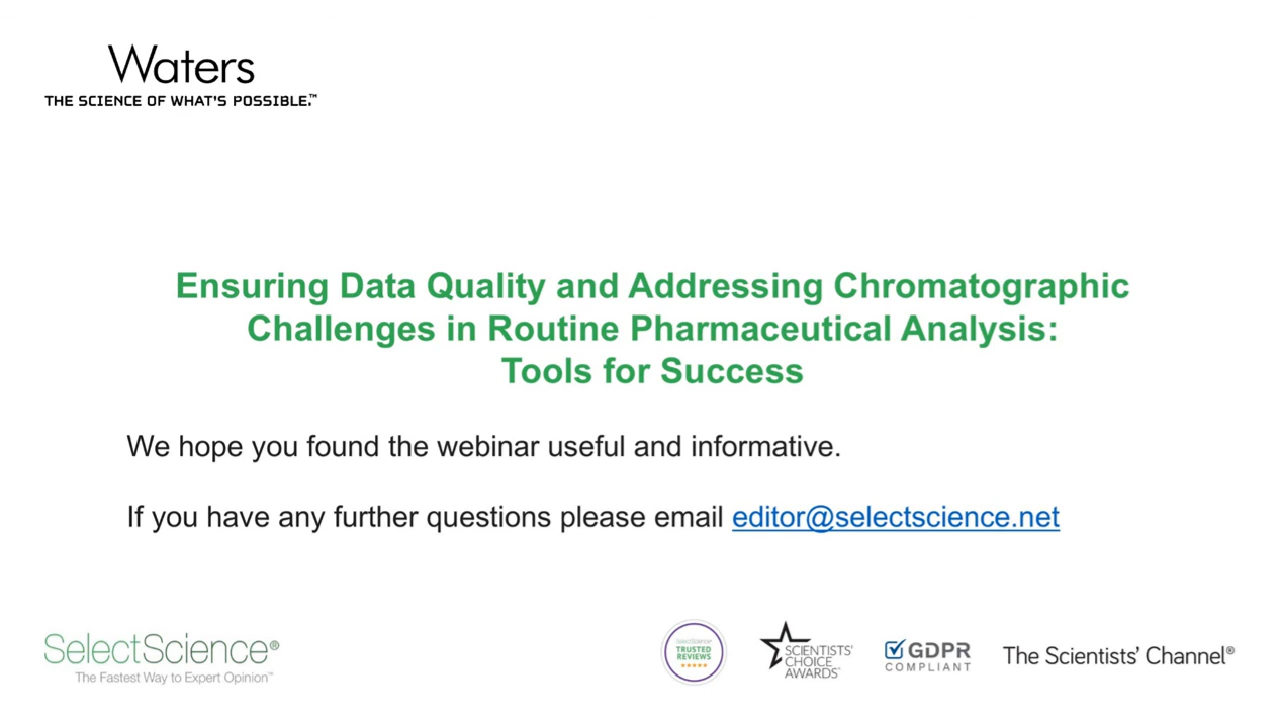 Waters
THE SCIENCE OF WHAT'S POSSIBLE.™
Ensuring Data Quality and Addressing Chromatographic
Challenges in Routine Pharmaceutical Analysis:
Tools for Success
We hope you found the webinar useful and informative.
If you have any further questions please email editor@selectscience.net
SelectScience®
The Fastest Way to Expert Opinion™
SelectScience®
TRUSTED
REVIEWS
SCIENTISTS'
CHOICE
AWARDS™
GDPR
COMPLIANT
The Scientists' Channel®